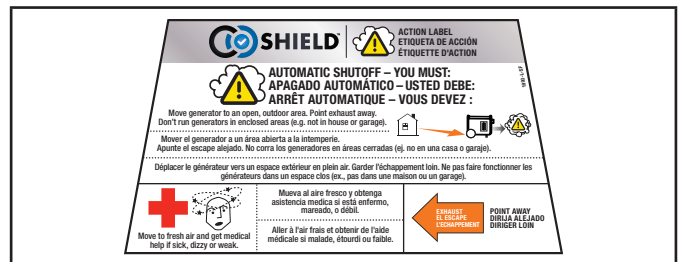 CO SHIELD®
ACTION LABEL
ETIQUETA DE ACCIÓN
ÉTIQUETTE D'ACTION
AUTOMATIC SHUTOFF – YOU MUST:
APAGADO AUTOMÁTICO – USTED DEBE:
ARRÊT AUTOMATIQUE – VOUS DEVEZ :
Move generator to an open, outdoor area. Point exhaust away.
Don't run generators in enclosed areas (e.g. not in house or garage).
Mover el generador a un área abierta a la intemperie.
Apunte el escape alejado. No corra los generadores en áreas cerradas (ej. no en una casa o garaje).
Déplacer le générateur vers un espace extérieur en plein air. Garder l'échappement loin. Ne pas faire fonctionner les
générateurs dans un espace clos (ex., pas dans une maison ou un garage).
Move to fresh air and get medical
help if sick, dizzy or weak.
Mueva al aire fresco y obtenga
asistencia medica si está enfermo,
mareado, o débil.
Aller à l'air frais et obtenir de l'aide
médicale si malade, étourdi ou faible.
EXHAUST
EL ESCAPE
L'ECHAPPEMENT
POINT AWAY
DIRIJA ALEJADO
DIRIGER LOIN